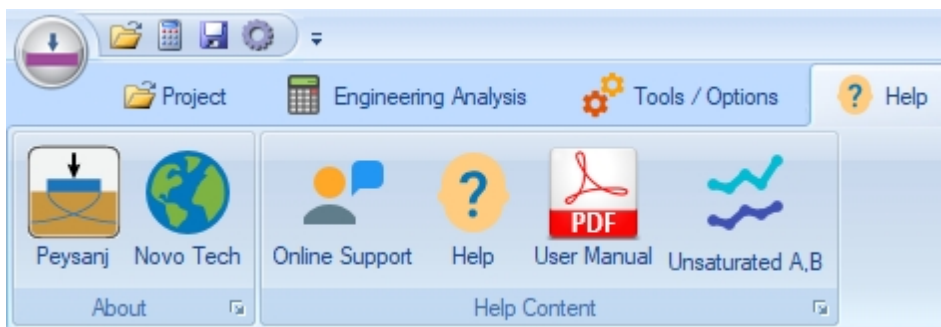 Project
Engineering Analysis
Tools / Options
? Help
Peysanj
Novo Tech
Online Support
? Help
PDF
User Manual
Unsaturated A,B
About
Help Content